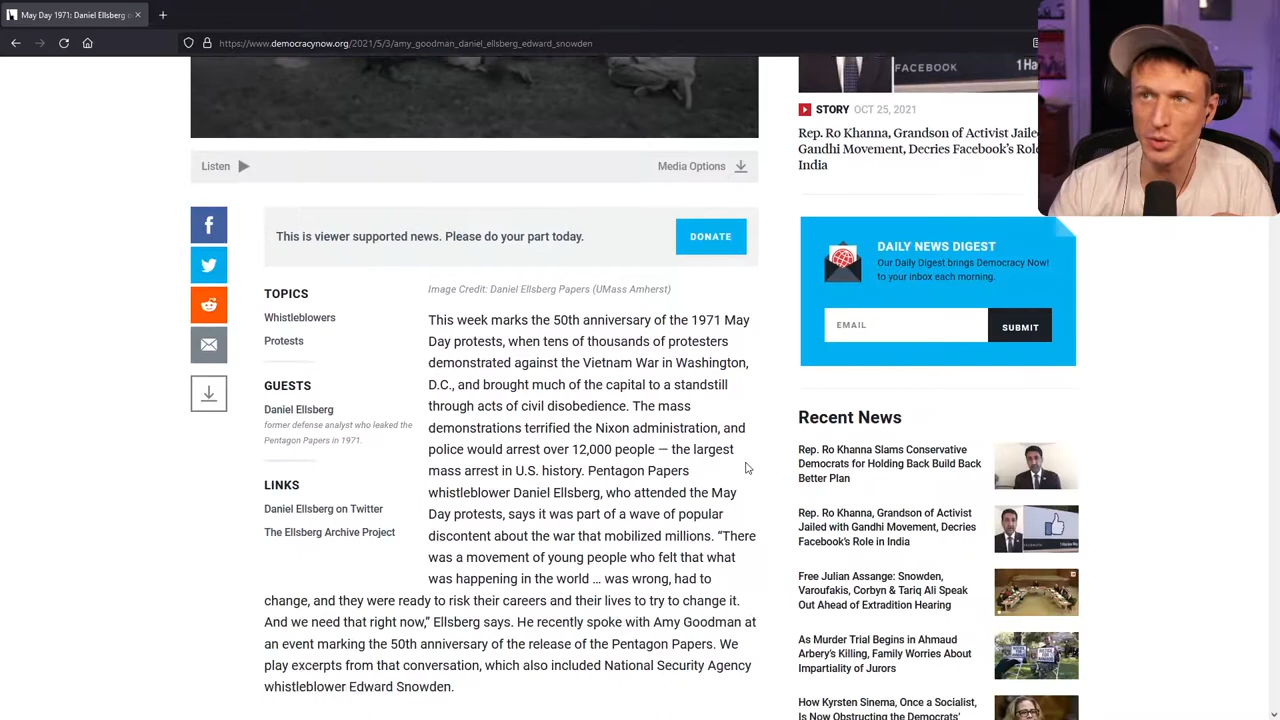 May Day 1971: Daniel Ellsberg
https://www.democracynow.org/2021/5/3/amy_goodman_daniel_ellsberg_edward_snowden
FACEBOOK
1 Ha
STORY OCT 25, 2021
Rep. Ro Khanna, Grandson of Activist Jailed
Gandhi Movement, Decries Facebook's Role
India
Listen
Media Options
This is viewer supported news. Please do your part today.
DONATE
TOPICS
Whistleblowers
Protests
GUESTS
Daniel Ellsberg
former defense analyst who leaked the
Pentagon Papers in 1971.
LINKS
Daniel Ellsberg on Twitter
The Ellsberg Archive Project
Image Credit: Daniel Ellsberg Papers (UMass Amherst)
This week marks the 50th anniversary of the 1971 May
Day protests, when tens of thousands of protesters
demonstrated against the Vietnam War in Washington,
D.C., and brought much of the capital to a standstill
through acts of civil disobedience. The mass
demonstrations terrified the Nixon administration, and
police would arrest over 12,000 people — the largest
mass arrest in U.S. history. Pentagon Papers
whistleblower Daniel Ellsberg, who attended the May
Day protests, says it was part of a wave of popular
discontent about the war that mobilized millions. “There
was a movement of young people who felt that what
was happening in the world … was wrong, had to
change, and they were ready to risk their careers and their lives to try to change it.
And we need that right now,” Ellsberg says. He recently spoke with Amy Goodman at
an event marking the 50th anniversary of the release of the Pentagon Papers. We
play excerpts from that conversation, which also included National Security Agency
whistleblower Edward Snowden.
DAILY NEWS DIGEST
Our Daily Digest brings Democracy Now!
to your inbox each morning.
EMAIL
SUBMIT
Recent News
Rep. Ro Khanna Slams Conservative
Democrats for Holding Back Build Back
Better Plan
Rep. Ro Khanna, Grandson of Activist
Jailed with Gandhi Movement, Decries
Facebook's Role in India
Free Julian Assange: Snowden,
Varoufakis, Corbyn & Tariq Ali Speak
Out Ahead of Extradition Hearing
As Murder Trial Begins in Ahmaud
Arbery's Killing, Family Worries About
Impartiality of Jurors
How Kyrsten Sinema, Once a Socialist,
Is Now Obstructing the Democrats'